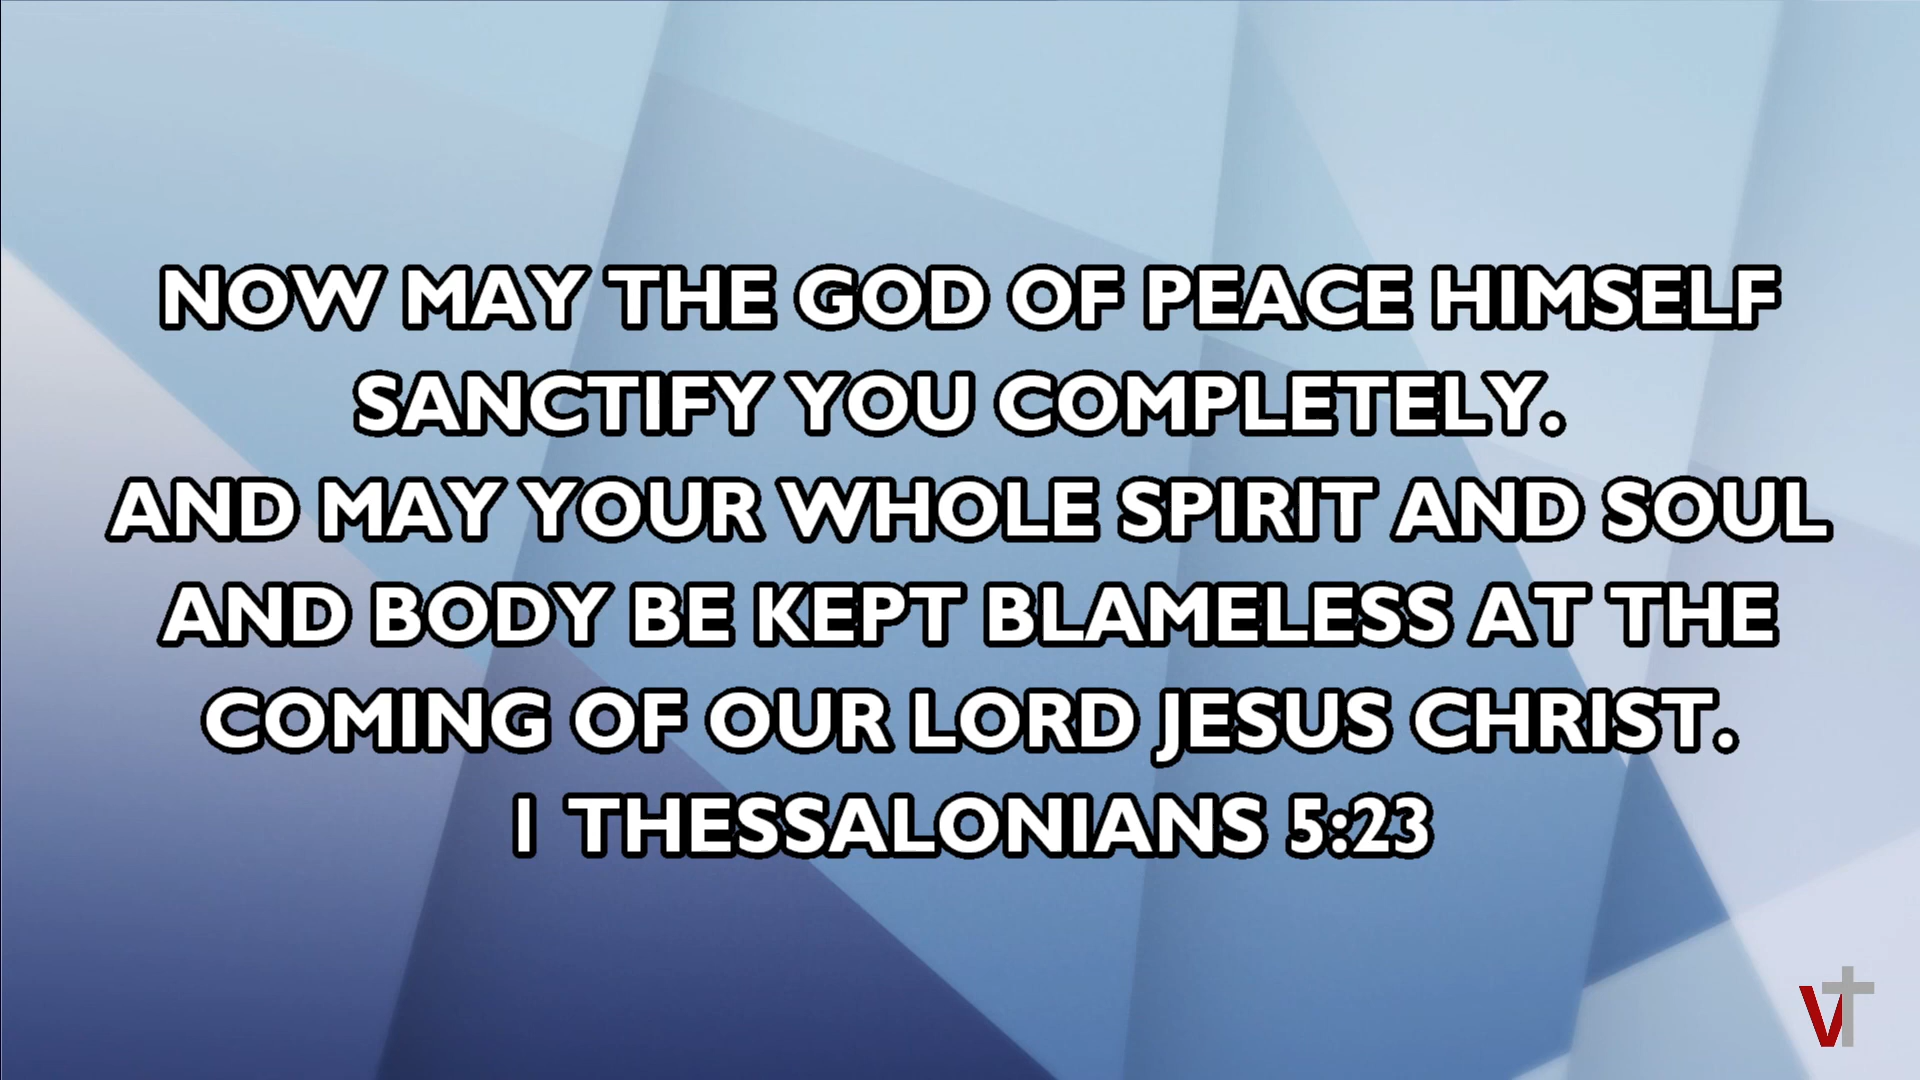 NOW MAY THE GOD OF PEACE HIMSELF
SANCTIFY YOU COMPLETELY.
AND MAY YOUR WHOLE SPIRIT AND SOUL
AND BODY BE KEPT BLAMELESS AT THE
COMING OF OUR LORD JESUS CHRIST.
1 THESSALONIANS 5:23
V